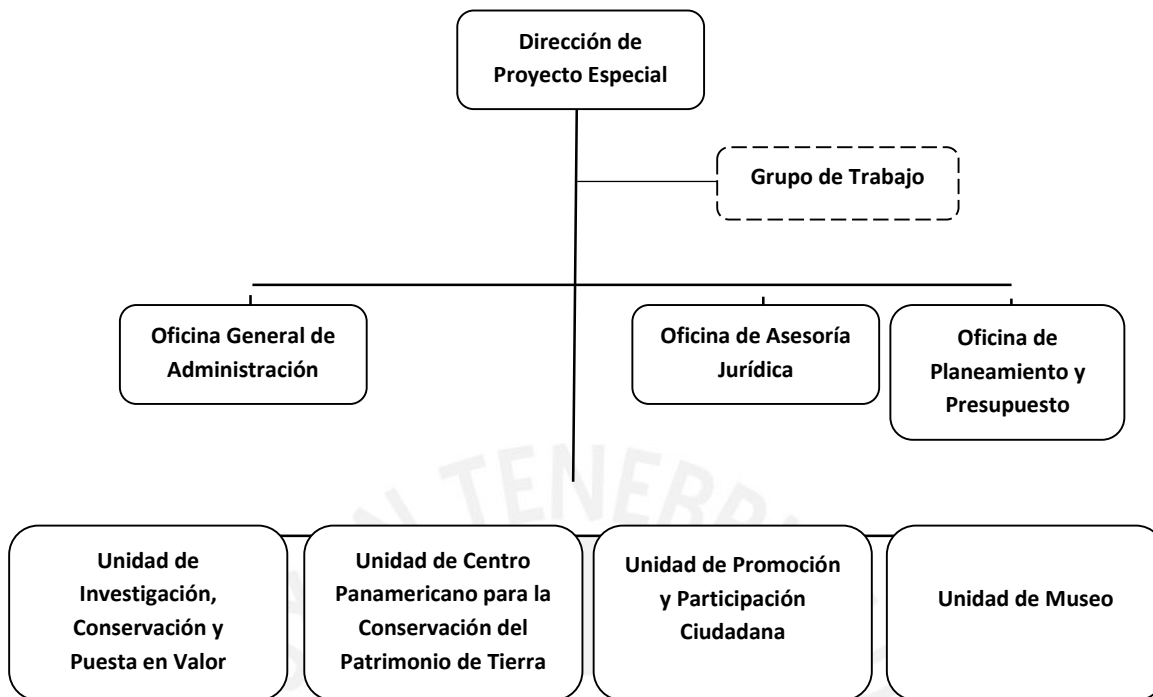 Dirección de
Proyecto Especial
Grupo de Trabajo
Oficina General de
Administración
Oficina de Asesoría
Jurídica
Oficina de
Planeamiento y
Presupuesto
TENEBR
Unidad de
Investigación,
Conservación y
Puesta en Valor
Unidad de Centro
Panamericano para la
Conservación del
Patrimonio de Tierra
Unidad de Promoción
y Participación
Ciudadana
Unidad de Museo